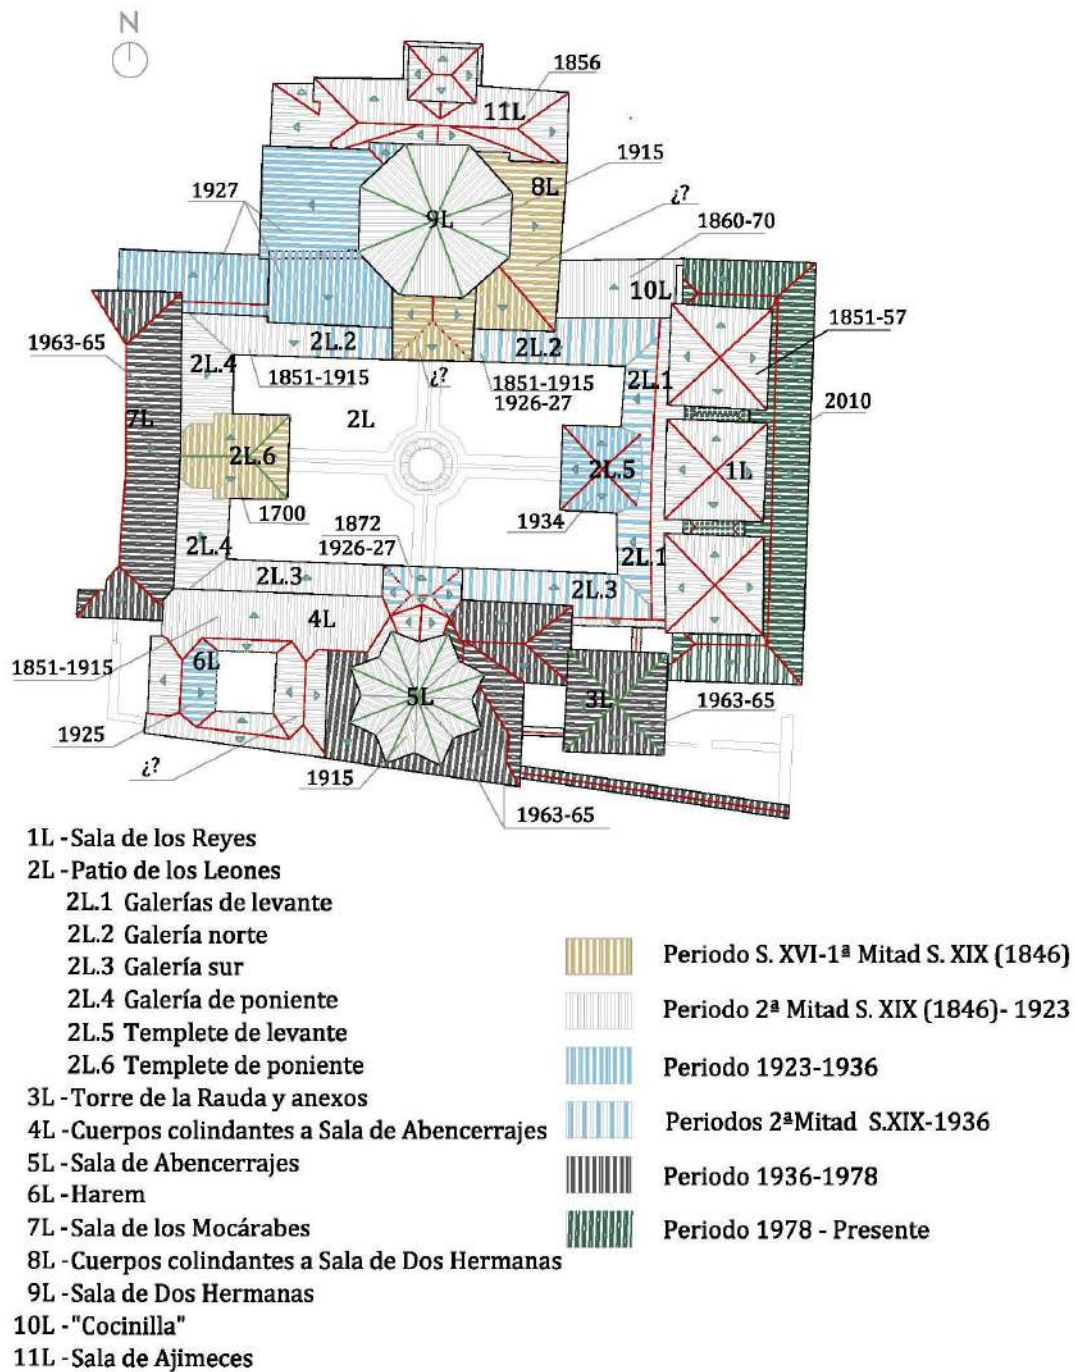 N
1856
11L
1915
8L
1927
¿?
9L
1860-70
10L
1851-57
1963-65
2L.2
2L.2
2L.4
2L.1
1851-1915
¿?
1851-1915
1926-27
2010
7L
2L
2L.6
2L.5
1L
1700
1872
1926-27
1934
2L.4
2L.1
2L.3
2L.3
4L
1851-1915
6L
5L
3L
1963-65
1925
¿?
1915
1963-65
1L -Sala de los Reyes
2L -Patio de los Leones
2L.1 Galerías de levante
2L.2 Galería norte
2L.3 Galería sur
2L.4 Galería de poniente
2L.5 Templete de levante
2L.6 Templete de poniente
3L -Torre de la Rauda y anexos
4L -Cuerpos colindantes a Sala de Abencerrajes
5L -Sala de Abencerrajes
6L -Harem
7L -Sala de los Mocárabes
8L -Cuerpos colindantes a Sala de Dos Hermanas
9L -Sala de Dos Hermanas
10L -"Cocinilla"
11L -Sala de Ajimeces
Periodo S. XVI-1ª Mitad S. XIX (1846)
Periodo 2ª Mitad S. XIX (1846)- 1923
Periodo 1923-1936
Periodos 2ªMitad S.XIX-1936
Periodo 1936-1978
Periodo 1978 - Presente